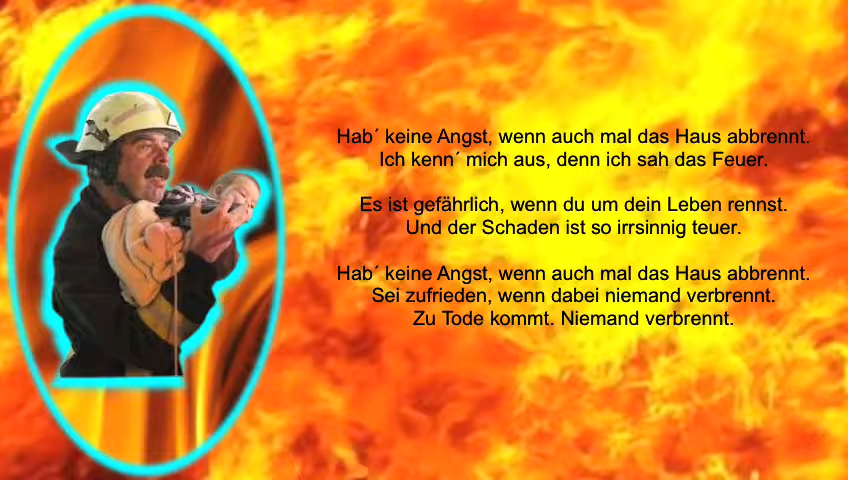 Hab´ keine Angst, wenn auch mal das Haus abbrennt.
Ich kenn´ mich aus, denn ich sah das Feuer.
Es ist gefährlich, wenn du um dein Leben rennst.
Und der Schaden ist so irrsinnig teuer.
Hab´ keine Angst, wenn auch mal das Haus abbrennt.
Sei zufrieden, wenn dabei niemand verbrennt.
Zu Tode kommt. Niemand verbrennt.